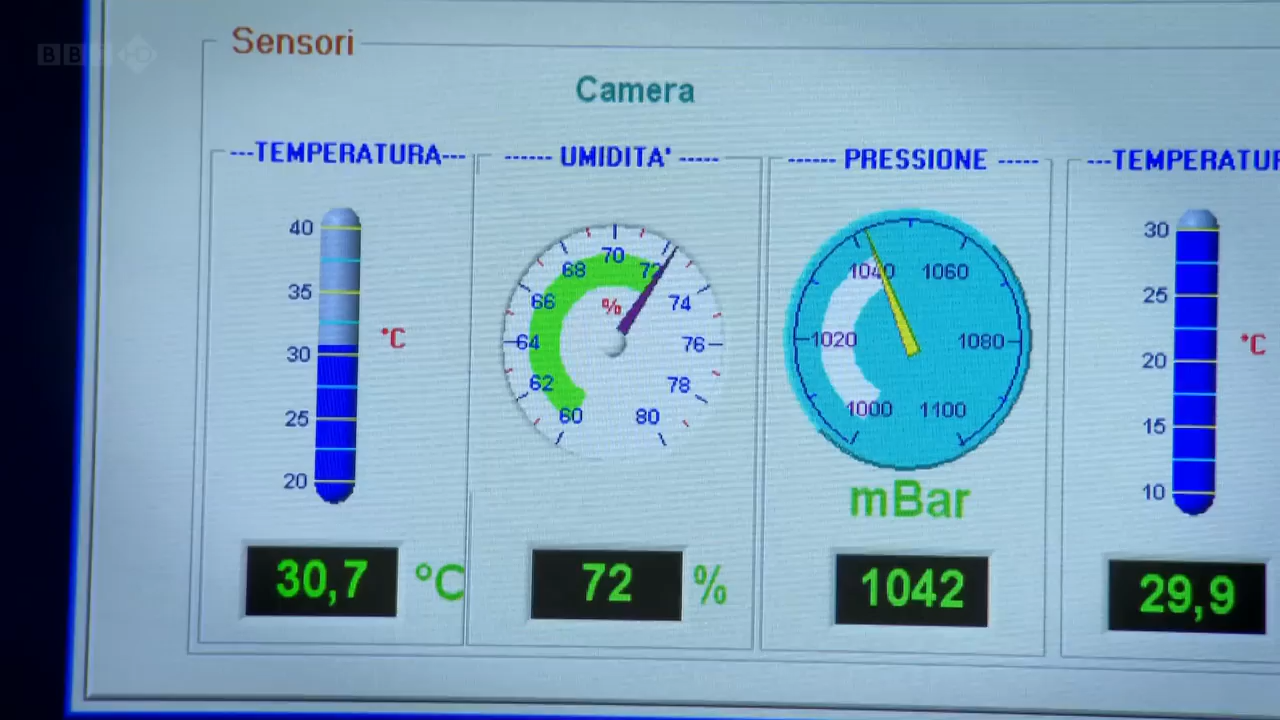 BBC HD
Sensori
Camera
---TEMPERATURA---
------ UMIDITA' -----
------ PRESSIONE -----
---TEMPERATUR
40
35
30
25
20
°C
60
62
64
66
68
70
72
74
76
78
80
%
1000
1020
1040
1060
1080
1100
mBar
30
25
20
15
10
°C
30,7 °C
72 %
1042
29,9